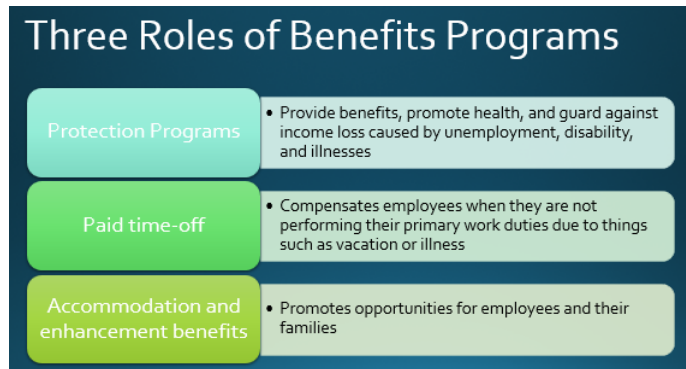 Three Roles of Benefits Programs
Protection Programs
• Provide benefits, promote health, and guard against
income loss caused by unemployment, disability,
and illnesses
Paid time-off
• Compensates employees when they are not
performing their primary work duties due to things
such as vacation or illness
Accommodation and
enhancement benefits
• Promotes opportunities for employees and their
families